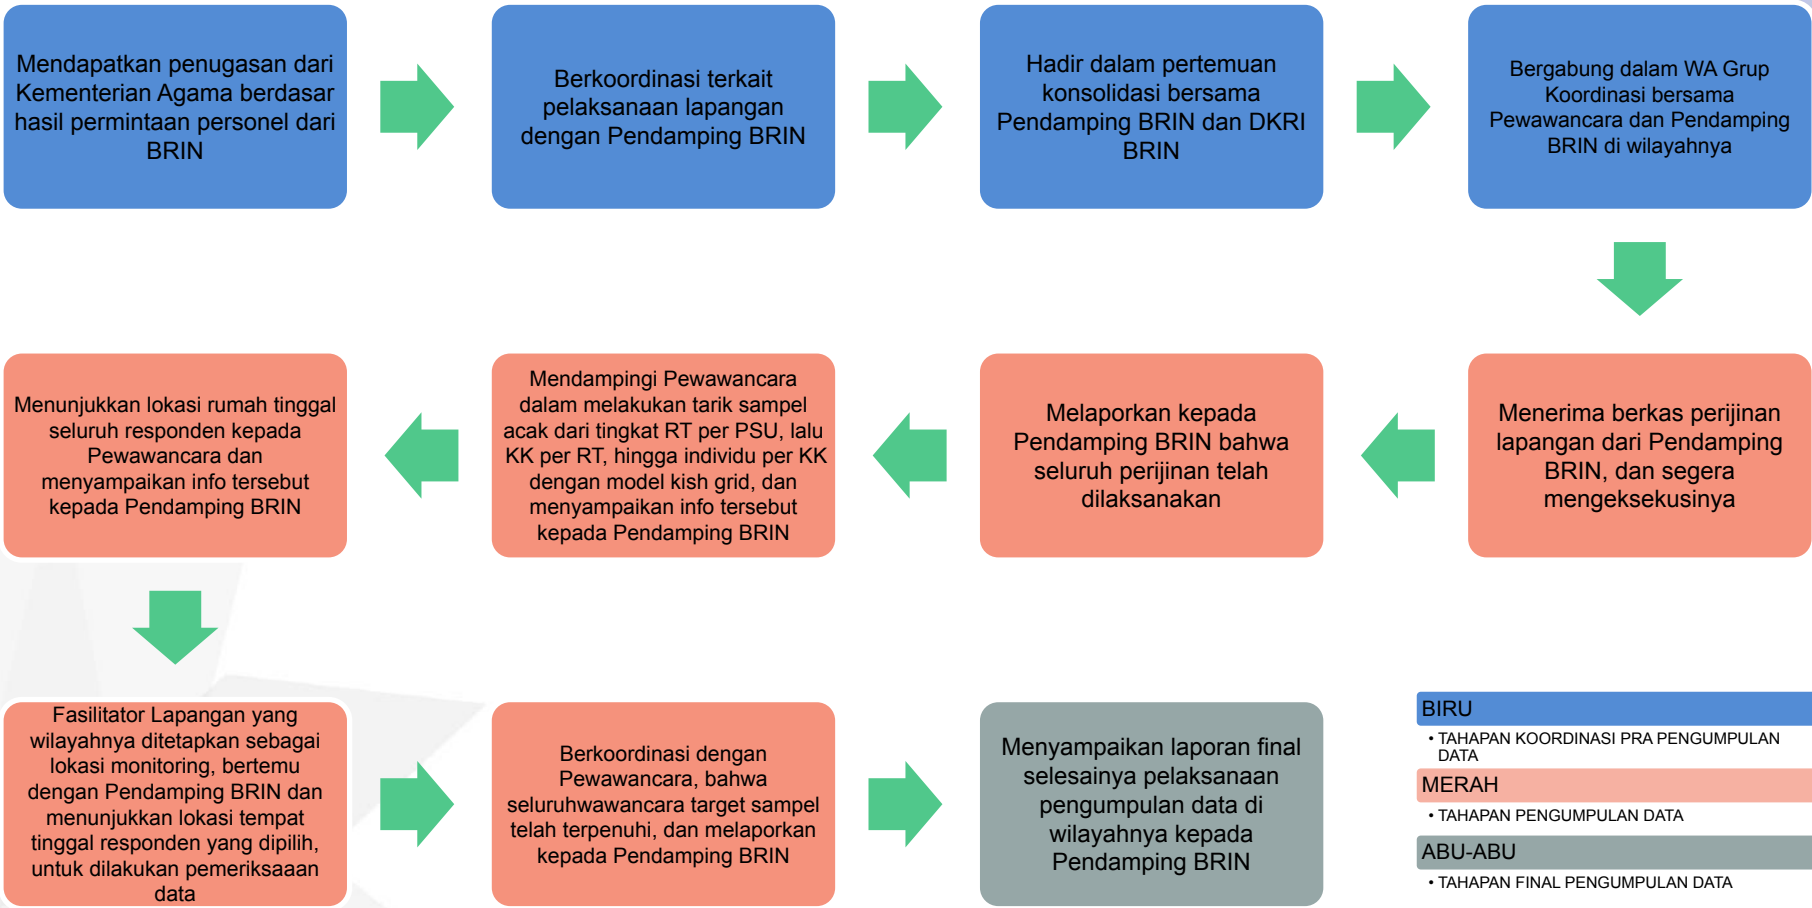 Mendapatkan penugasan dari
Kementerian Agama berdasar
hasil permintaan personel dari
BRIN
Berkoordinasi terkait
pelaksanaan lapangan
dengan Pendamping BRIN
Hadir dalam pertemuan
konsolidasi bersama
Pendamping BRIN dan DKRI
BRIN
Bergabung dalam WA Grup
Koordinasi bersama
Pewawancara dan Pendamping
BRIN di wilayahnya
Menerima berkas perijinan
lapangan dari Pendamping
BRIN, dan segera
mengeksekusinya
Melaporkan kepada
Pendamping BRIN bahwa
seluruh perijinan telah
dilaksanakan
Mendampingi Pewawancara
dalam melakukan tarik sampel
acak dari tingkat RT per PSU, lalu
KK per RT, hingga individu per KK
dengan model kish grid, dan
menyampaikan info tersebut
kepada Pendamping BRIN
Menunjukkan lokasi rumah tinggal
seluruh responden kepada
Pewawancara dan
menyampaikan info tersebut
kepada Pendamping BRIN
Fasilitator Lapangan yang
wilayahnya ditetapkan sebagai
lokasi monitoring, bertemu
dengan Pendamping BRIN dan
menunjukkan lokasi tempat
tinggal responden yang dipilih,
untuk dilakukan pemeriksaaan
data
Berkoordinasi dengan
Pewawancara, bahwa
seluruhwawancara target sampel
telah terpenuhi, dan melaporkan
kepada Pendamping BRIN
Menyampaikan laporan final
selesainya pelaksanaan
pengumpulan data di
wilayahnya kepada
Pendamping BRIN
BIRU
• TAHAPAN KOORDINASI PRA PENGUMPULAN
DATA
MERAH
• TAHAPAN PENGUMPULAN DATA
ABU-ABU
• TAHAPAN FINAL PENGUMPULAN DATA